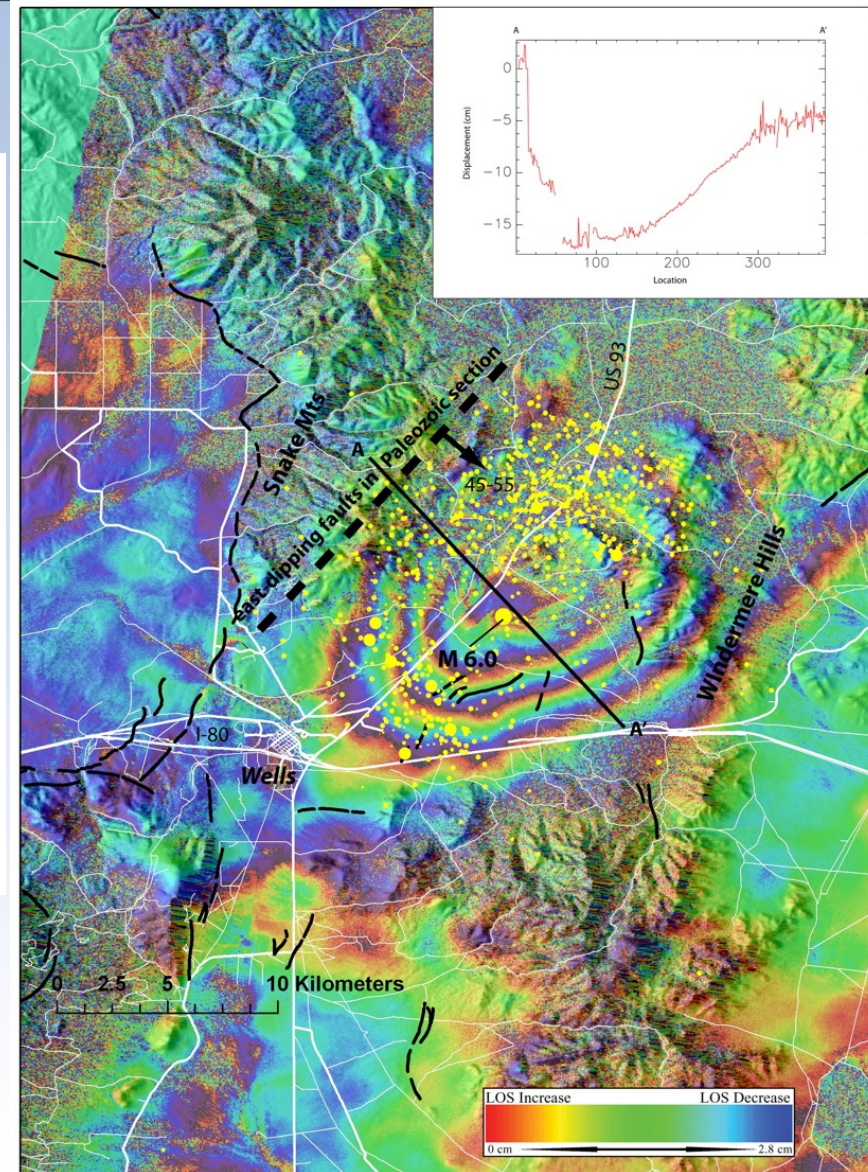 A
A'
0
−5
−10
−15
Displacement (cm)
100
200
300
Location
US 93
Snake Mts
east-dipping faults in Paleozoic section
A
45-55
Windermere Hills
M 6.0
A'
I-80
Wells
0 2.5 5 10 Kilometers
LOS Increase LOS Decrease
0 cm 2.8 cm